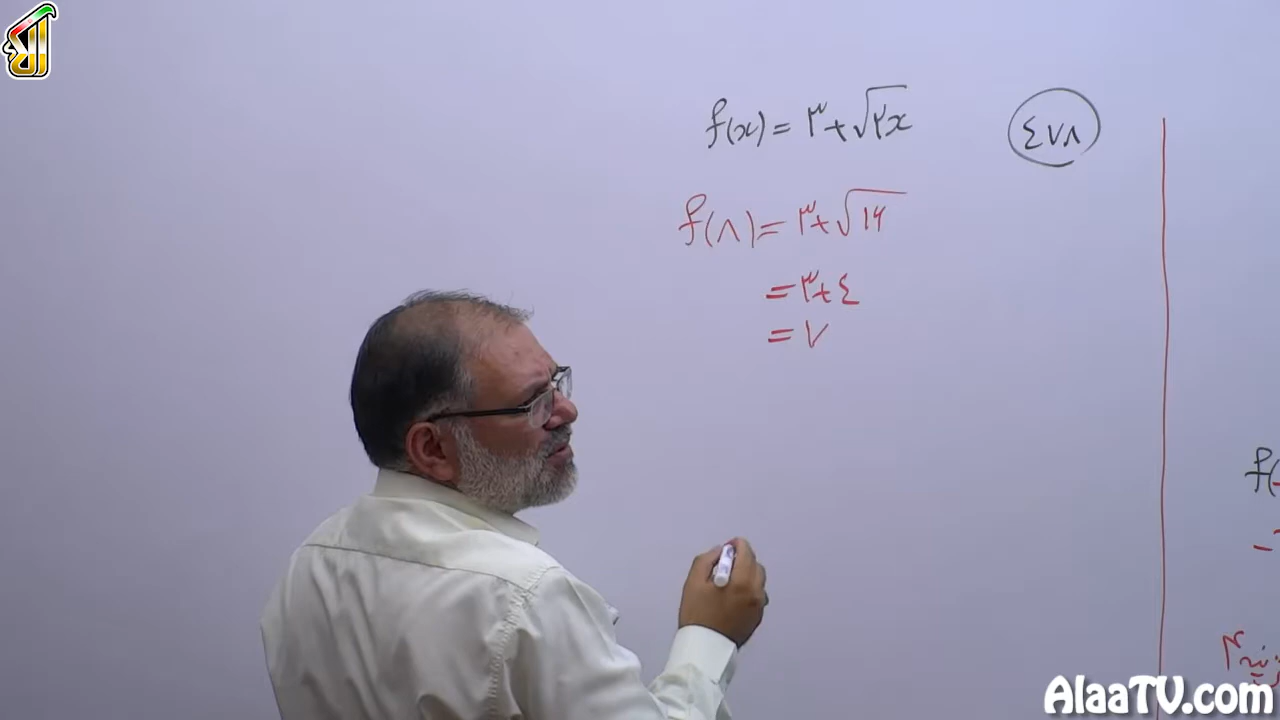 f(x) = ۳ + √۲x
۴۷۸
f(۸) = ۳ + √۱۶
= ۳ + ۴
= ۷
f(
AlaaTV.com